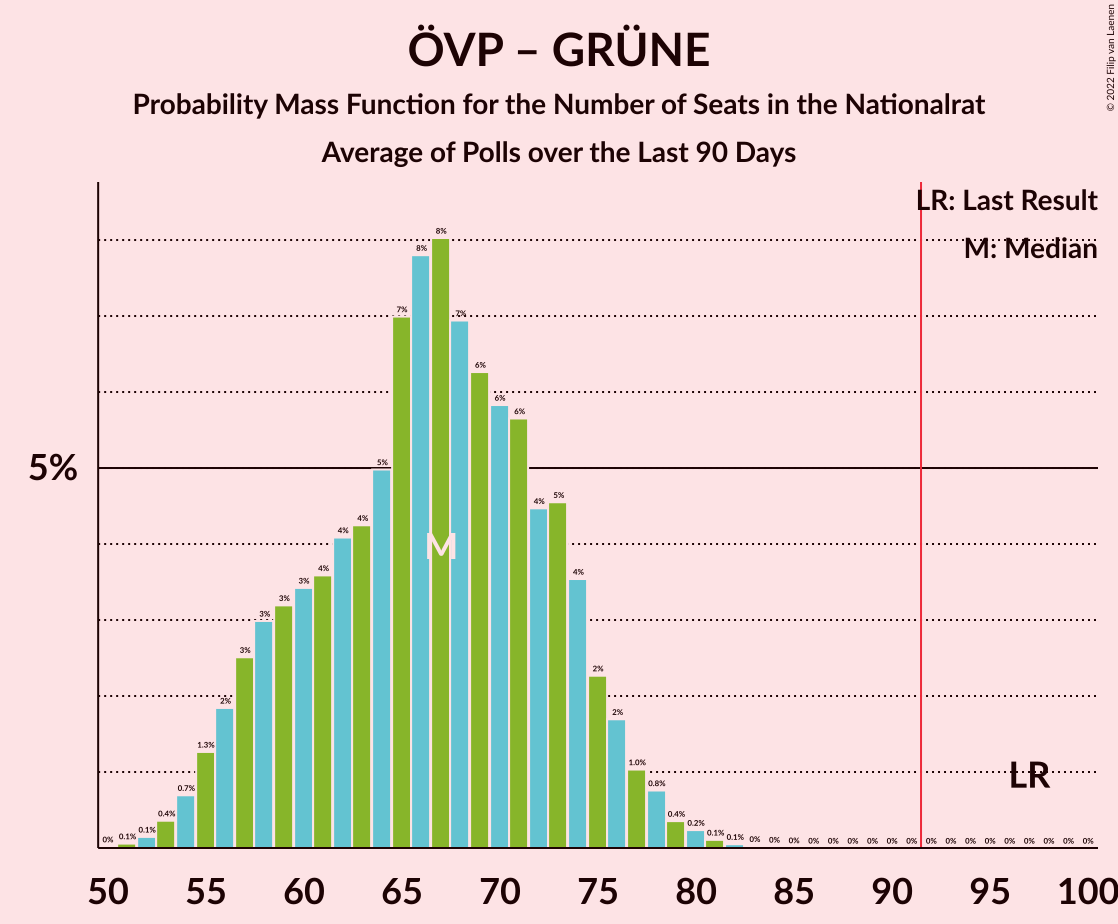 ÖVP – GRÜNE
Probability Mass Function for the Number of Seats in the Nationalrat
Average of Polls over the Last 90 Days
© 2022 Filip van Laenen
LR: Last Result
M: Median
5%
0% 0.1% 0.1% 0.4% 0.7% 1.3% 2% 3% 3% 3% 3% 4% 4% 4% 5% 7% 8% 8% 7% 6% 6% 6% 4% 5% 4% 2% 2% 1.0% 0.8% 0.4% 0.2% 0.1% 0.1% 0% 0% 0% 0% 0% 0% 0% 0% 0% 0% 0% 0% 0% 0% 0% 0% 0% 0%
M
LR
50 55 60 65 70 75 80 85 90 95 100